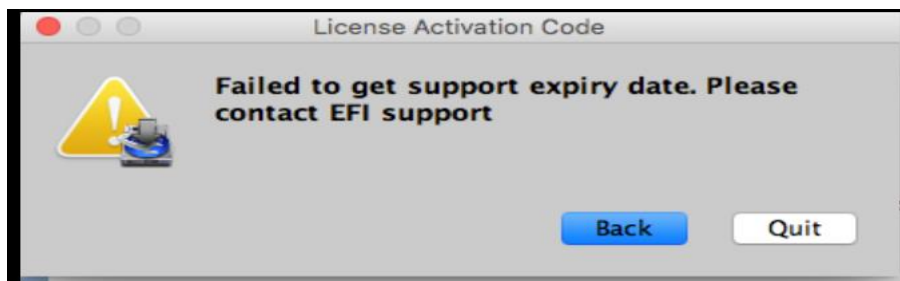 License Activation Code
Failed to get support expiry date. Please
contact EFI support
Back
Quit